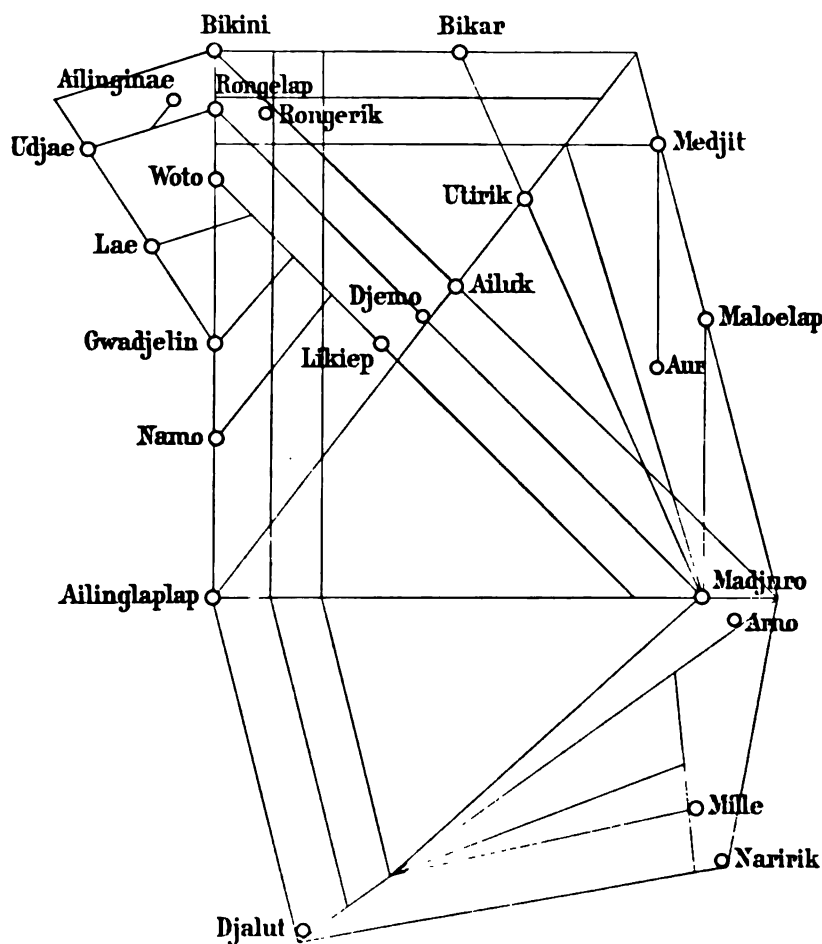 Bikini
Bikar
Ailinginae
Rongelap
Rongerik
Udjae
Medjit
Woto
Utirik
Lae
Ailuk
Djemo
Maloelap
Gwadjelin
Likiep
Aur
Namo
Madjuro
Ailinglaplap
Arno
Mille
Naririk
Djalut